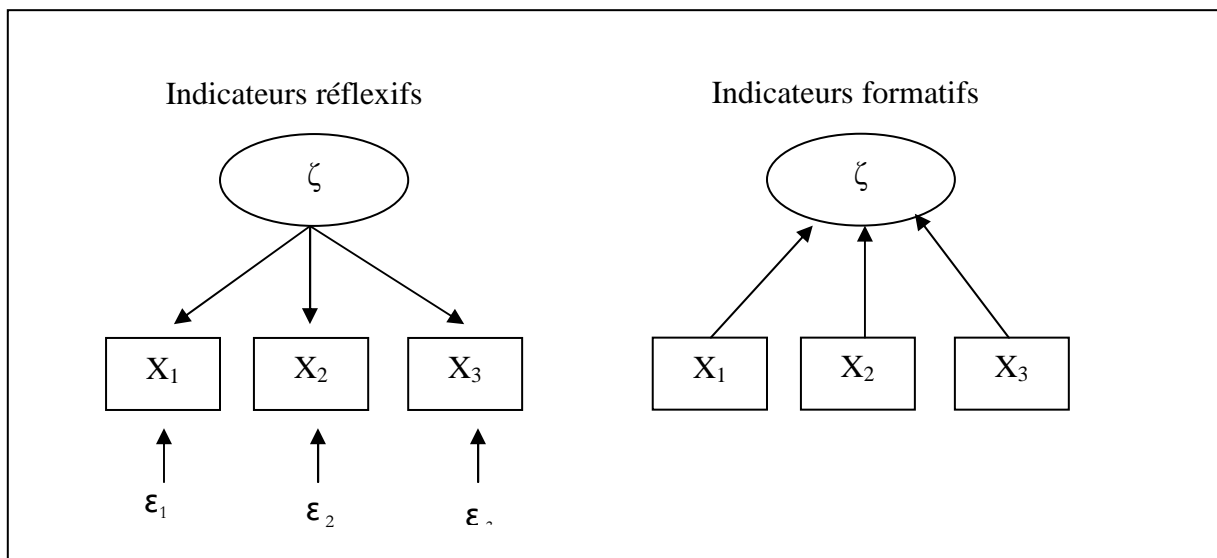 Indicateurs réflexifs
Indicateurs formatifs
ζ
ζ
X₁ X₂ X₃
X₁ X₂ X₃
ε₁ ε₂ ε